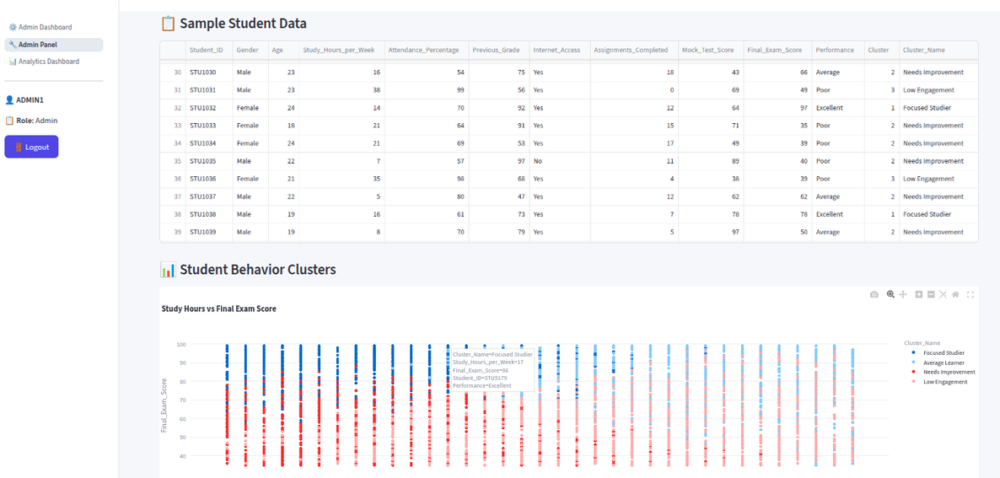 Admin Dashboard
Admin Panel
Analytics Dashboard
ADMIN1
Role: Admin
Logout
Sample Student Data
Student_ID Gender Age Study_Hours_per_Week Attendance_Percentage Previous_Grade Internet_Access Assignments_Completed Mock_Test_Score Final_Exam_Score Performance Cluster Cluster_Name
30 STU1030 Male 23 16 54 75 Yes 18 43 66 Average 2 Needs Improvement
31 STU1031 Male 23 38 99 56 Yes 0 69 49 Poor 3 Low Engagement
32 STU1032 Female 24 14 70 92 Yes 12 64 97 Excellent 1 Focused Studier
33 STU1033 Female 18 21 64 91 Yes 15 71 35 Poor 2 Needs Improvement
34 STU1034 Female 24 21 69 53 Yes 17 49 39 Poor 2 Needs Improvement
35 STU1035 Male 22 7 57 97 No 11 89 40 Poor 2 Needs Improvement
36 STU1036 Female 21 35 98 68 Yes 4 38 39 Poor 3 Low Engagement
37 STU1037 Male 22 5 80 47 Yes 12 62 62 Average 2 Needs Improvement
38 STU1038 Male 19 16 61 73 Yes 7 78 78 Excellent 1 Focused Studier
39 STU1039 Male 19 8 70 79 Yes 5 97 50 Average 2 Needs Improvement
Student Behavior Clusters
Study Hours vs Final Exam Score
Final_Exam_Score
100
90
80
70
60
50
40
Cluster_Name=Focused Studier
Study_Hours_per_Week=17
Final_Exam_Score=86
Student_ID=STU5179
Performance=Excellent
Cluster_Name
Focused Studier
Average Learner
Needs Improvement
Low Engagement